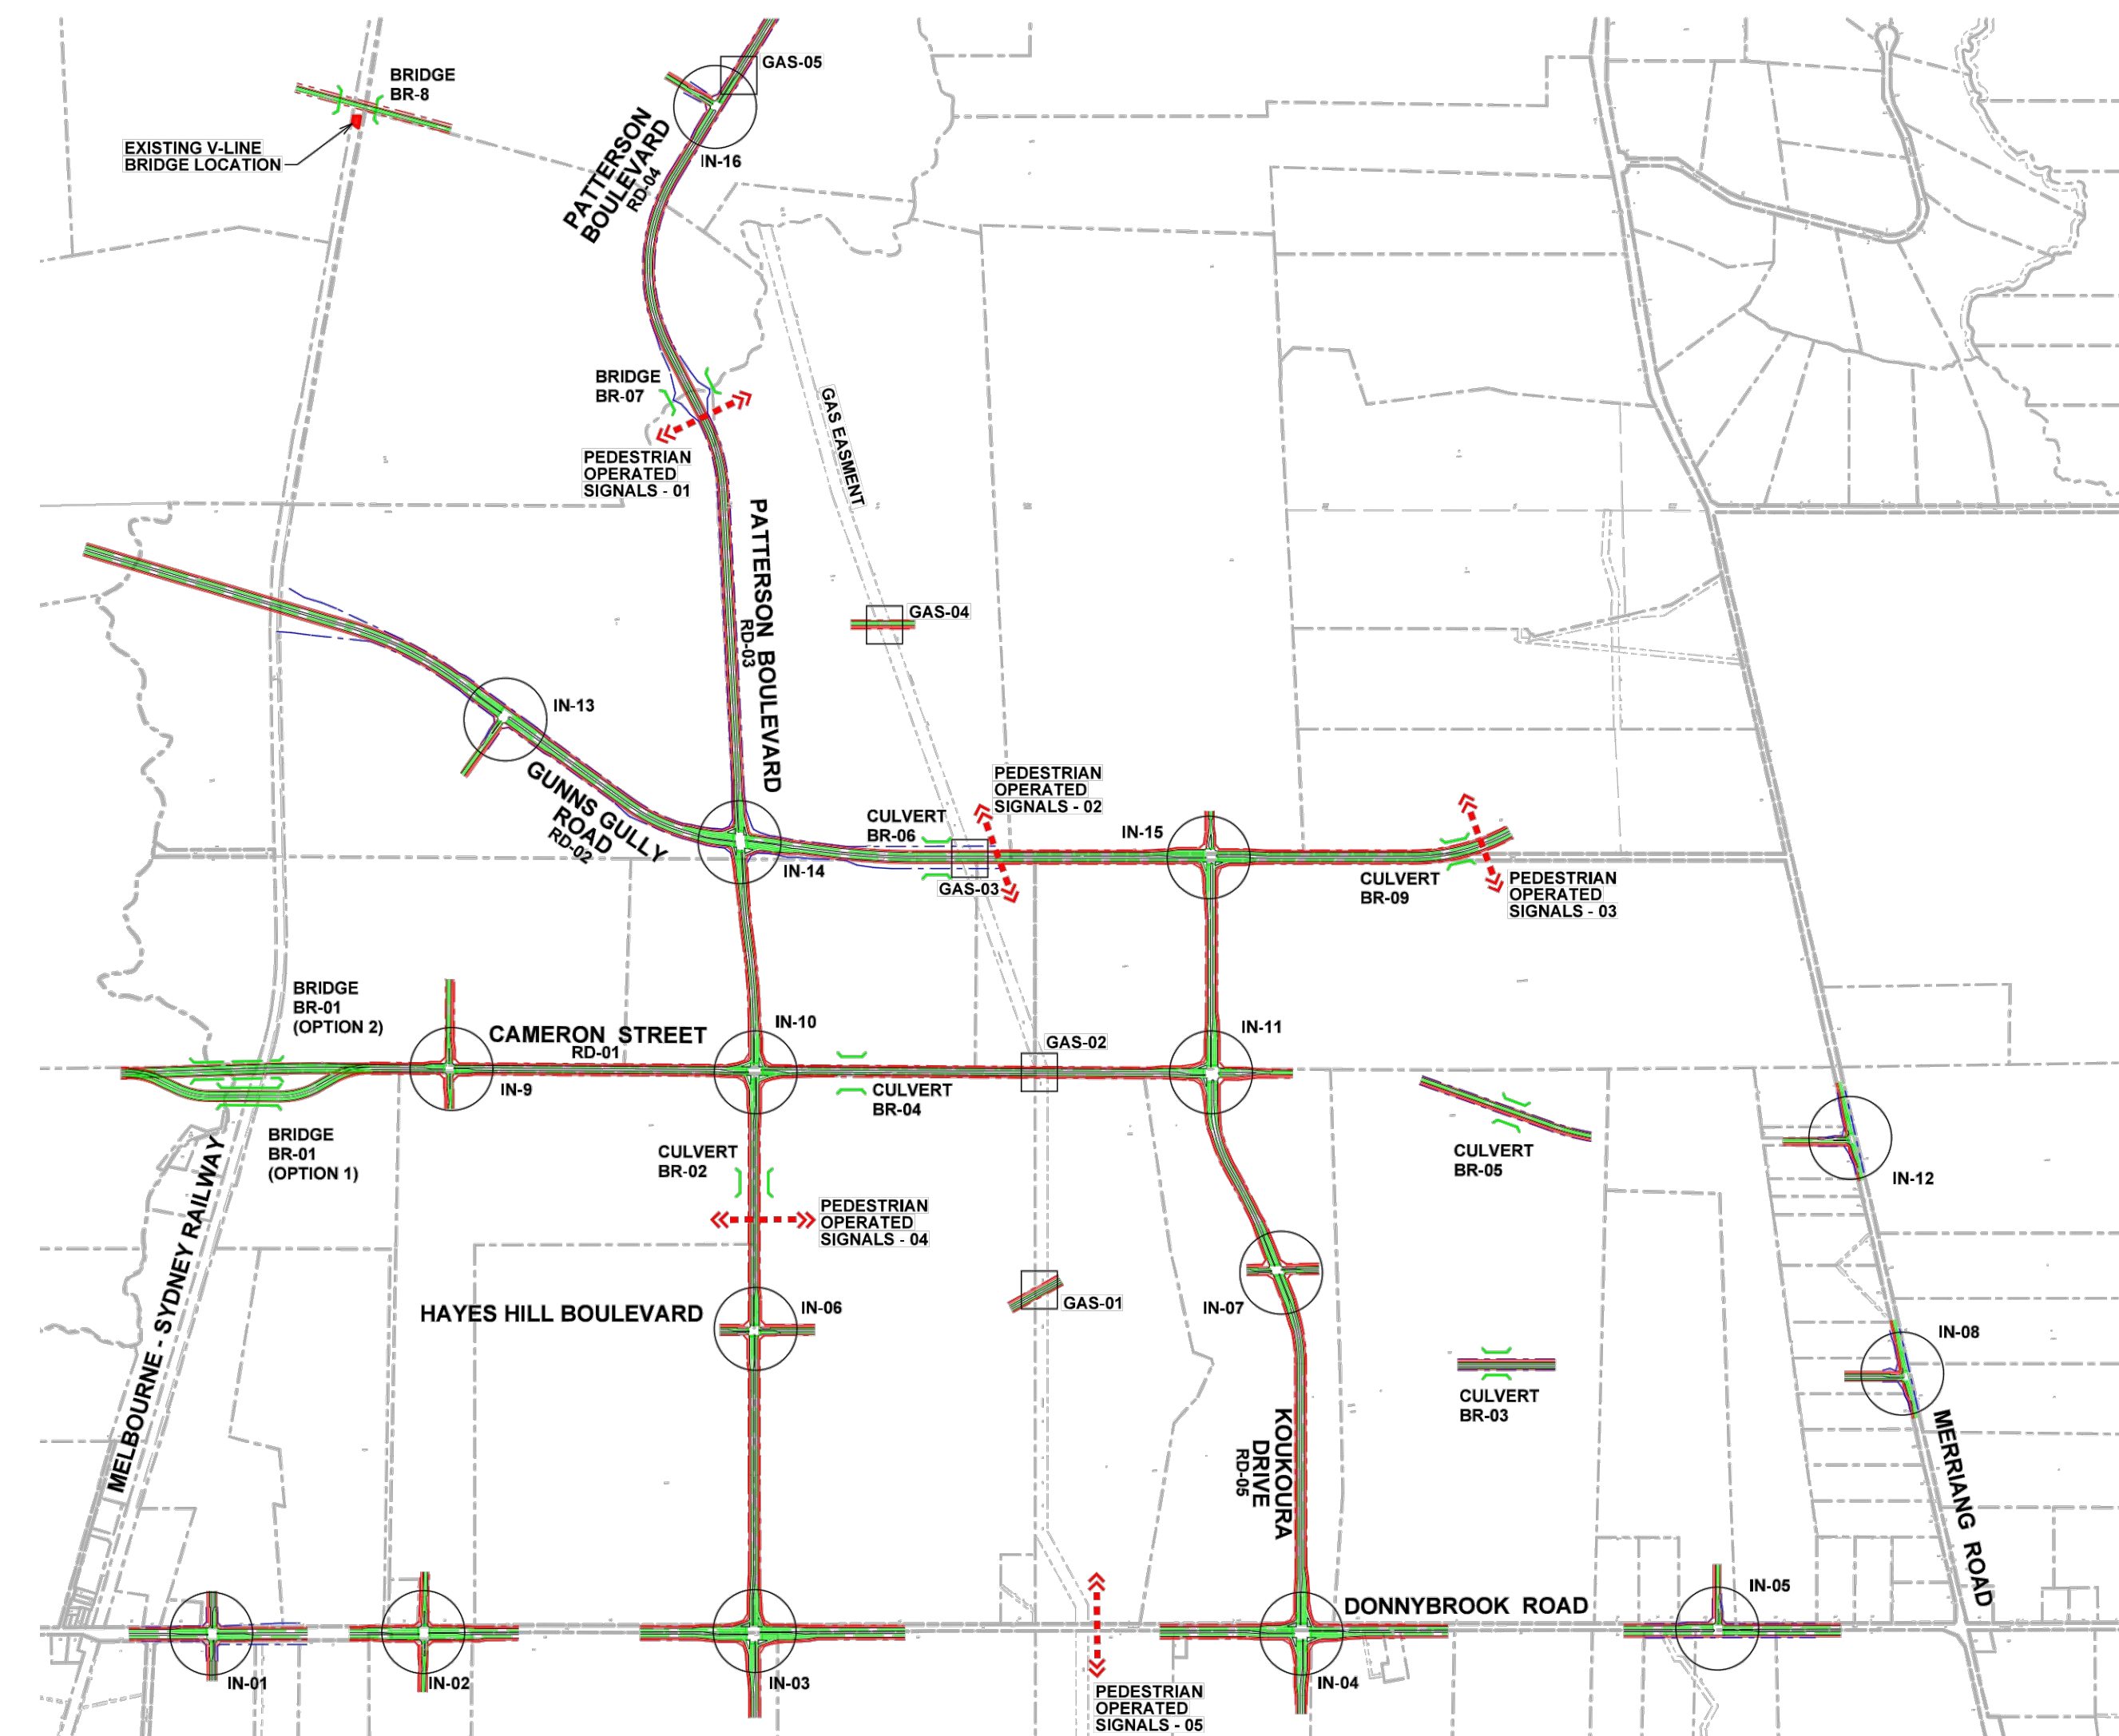 GAS-05
BRIDGE
BR-8
EXISTING V-LINE
BRIDGE LOCATION
PATTERSON
BOULEVARD
RD-04
IN-16
BRIDGE
BR-07
GAS EASMENT
PEDESTRIAN
OPERATED
SIGNALS - 01
PATTERSON BOULEVARD
RD-03
GAS-04
IN-13
GUNNS GULLY
ROAD
RD-02
PEDESTRIAN
OPERATED
SIGNALS - 02
CULVERT
BR-06
IN-15
IN-14
GAS-03
CULVERT
BR-09
PEDESTRIAN
OPERATED
SIGNALS - 03
BRIDGE
BR-01
(OPTION 2)
CAMERON STREET
RD-01
IN-10
IN-11
GAS-02
IN-9
CULVERT
BR-04
BRIDGE
BR-01
(OPTION 1)
CULVERT
BR-02
CULVERT
BR-05
IN-12
PEDESTRIAN
OPERATED
SIGNALS - 04
MELBOURNE - SYDNEY RAILWAY
HAYES HILL BOULEVARD
IN-06
GAS-01
IN-07
IN-08
CULVERT
BR-03
KOUKOURA
DRIVE
RD-05
MERRIANG ROAD
DONNYBROOK ROAD
IN-05
IN-01
IN-02
IN-03
IN-04
PEDESTRIAN
OPERATED
SIGNALS - 05